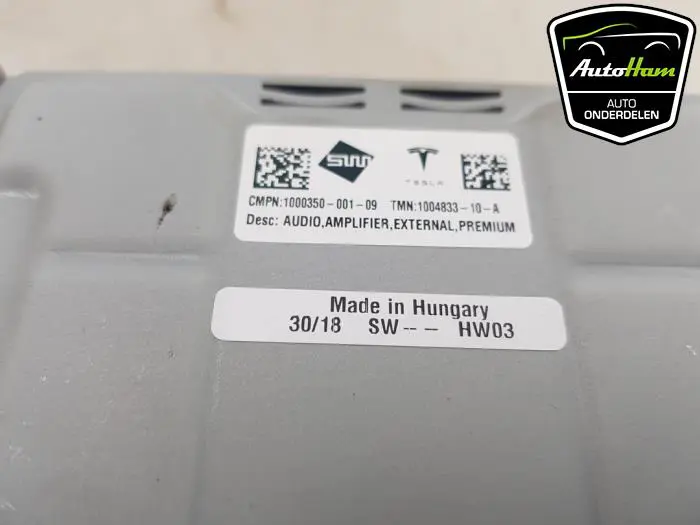 AutoHam
AUTO
ONDERDELEN
SWM
TESLA
CMPN:1000350-001-09 TMN:1004833-10-A
Desc: AUDIO,AMPLIFIER,EXTERNAL,PREMIUM
Made in Hungary
30/18 SW-- - HW03